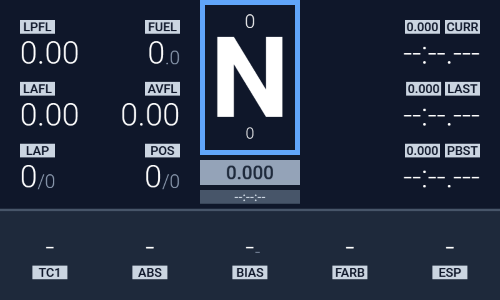 LPFL FUEL 0 0.000 CURR
0.00 0.0 N --:--.---
LAFL AVFL 0.000 LAST
0.00 0.00 --:--.---
0
LAP POS 0.000 PBST
0/0 0/0 0.000 --:--.---
--:--:--
- - -_ - -
TC1 ABS BIAS FARB ESP